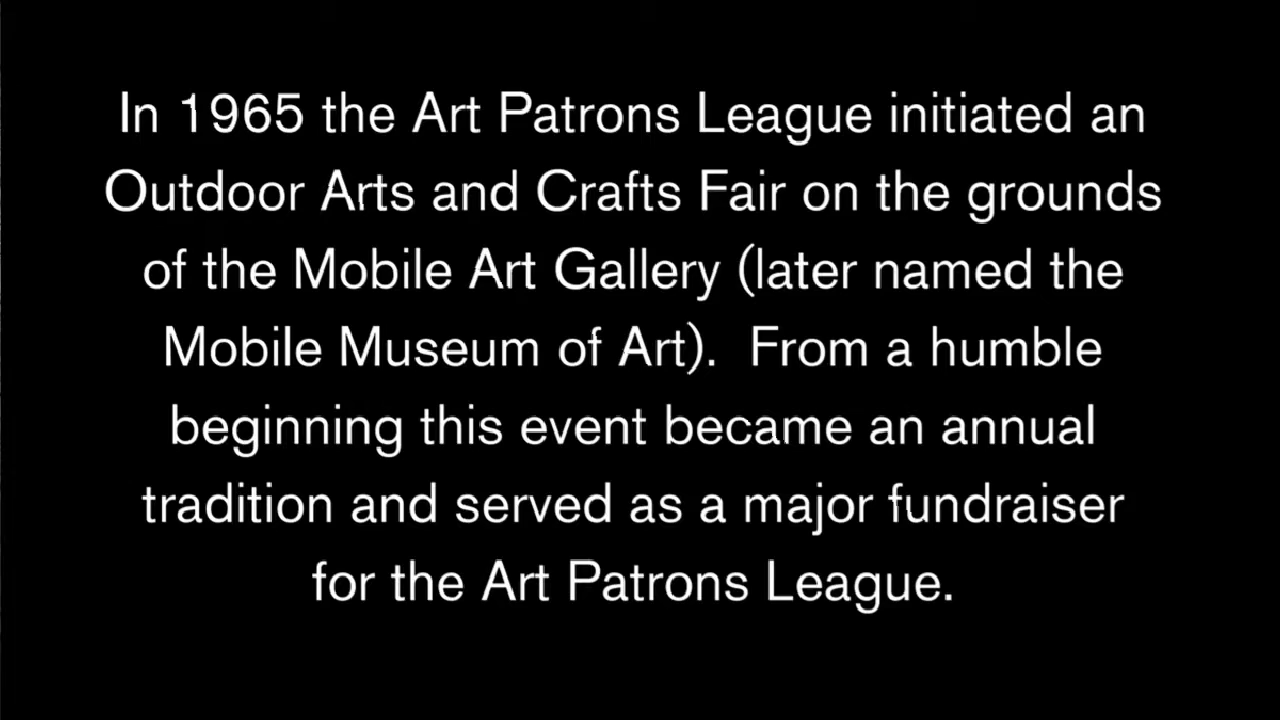 In 1965 the Art Patrons League initiated an
Outdoor Arts and Crafts Fair on the grounds
of the Mobile Art Gallery (later named the
Mobile Museum of Art).  From a humble
beginning this event became an annual
tradition and served as a major fundraiser
for the Art Patrons League.